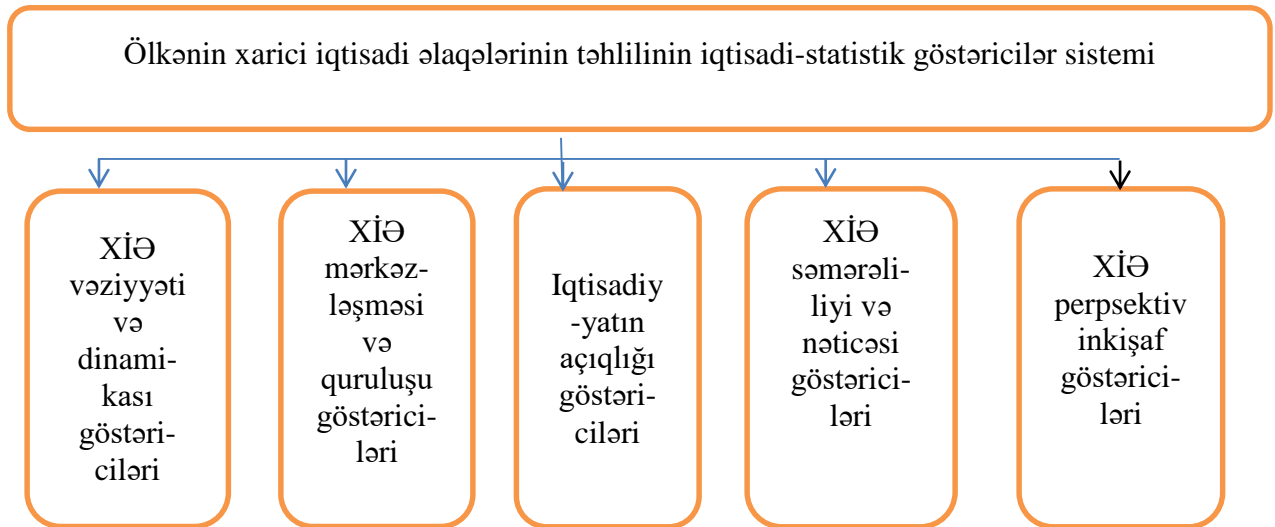 Ölkənin xarici iqtisadi əlaqələrinin təhlilinin iqtisadi-statistik göstəricilər sistemi
XİƏ
vəziyyəti
və
dinami-
kası
göstəri-
ciləri
XİƏ
mərkəz-
ləşməsi
və
quruluşu
göstərici-
ləri
Iqtisadiy
-yatın
açıqlığı
göstəri-
ciləri
XİƏ
səmərəli-
liyi və
nəticəsi
göstərici-
ləri
XİƏ
perpsektiv
inkişaf
göstərici-
ləri